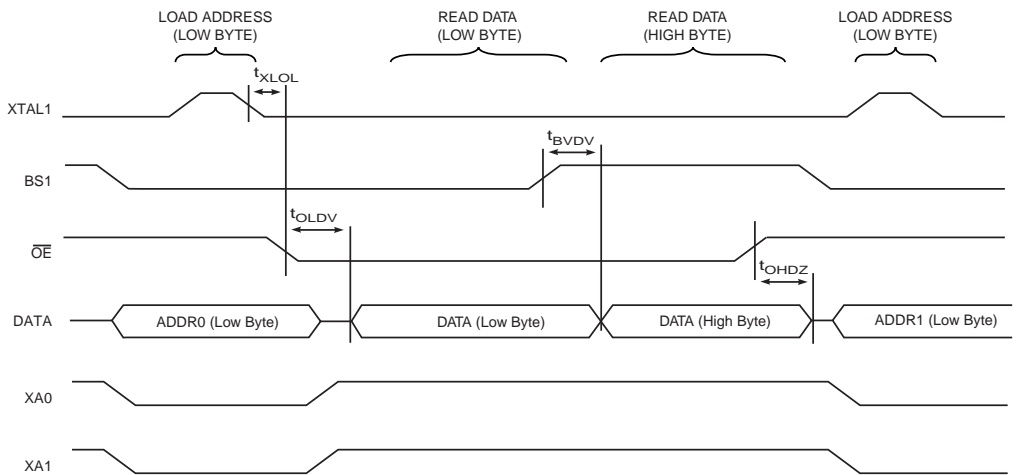 LOAD ADDRESS
(LOW BYTE)
READ DATA
(LOW BYTE)
READ DATA
(HIGH BYTE)
LOAD ADDRESS
(LOW BYTE)
tXLOL
XTAL1
tBVDV
BS1
tOLDV
OE
tOHDZ
DATA
ADDR0 (Low Byte)
DATA (Low Byte)
DATA (High Byte)
ADDR1 (Low Byte)
XA0
XA1